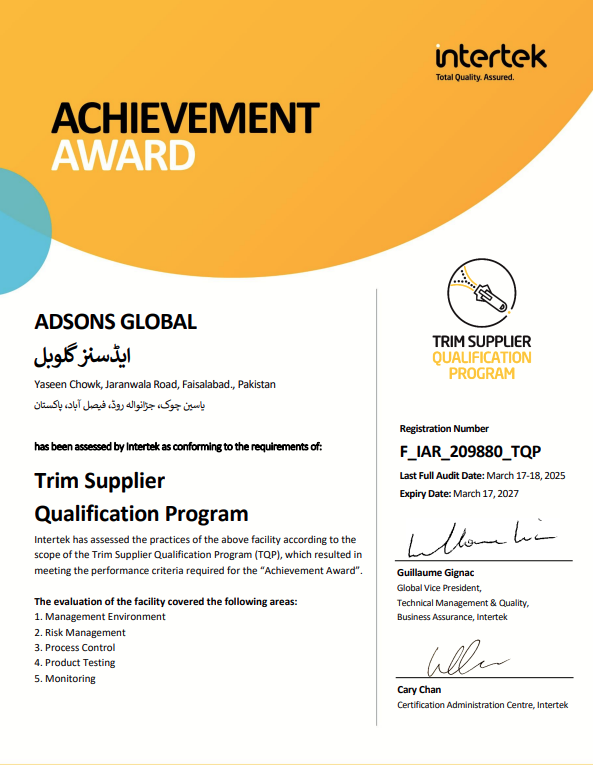 intertek
Total Quality. Assured.
ACHIEVEMENT
AWARD
ADSONS GLOBAL
ایڈسنز گلوبل
Yaseen Chowk, Jaranwala Road, Faisalabad., Pakistan
یاسین چوک، جڑانوالہ روڈ، فیصل آباد، پاکستان
has been assessed by Intertek as conforming to the requirements of:
Trim Supplier
Qualification Program
Intertek has assessed the practices of the above facility according to the
scope of the Trim Supplier Qualification Program (TQP), which resulted in
meeting the performance criteria required for the “Achievement Award”.
The evaluation of the facility covered the following areas:
1. Management Environment
2. Risk Management
3. Process Control
4. Product Testing
5. Monitoring
TRIM SUPPLIER
QUALIFICATION
PROGRAM
Registration Number
F_IAR_209880_TQP
Last Full Audit Date: March 17-18, 2025
Expiry Date: March 17, 2027
Guillaume Gignac
Global Vice President,
Technical Management & Quality,
Business Assurance, Intertek
Cary Chan
Certification Administration Centre, Intertek